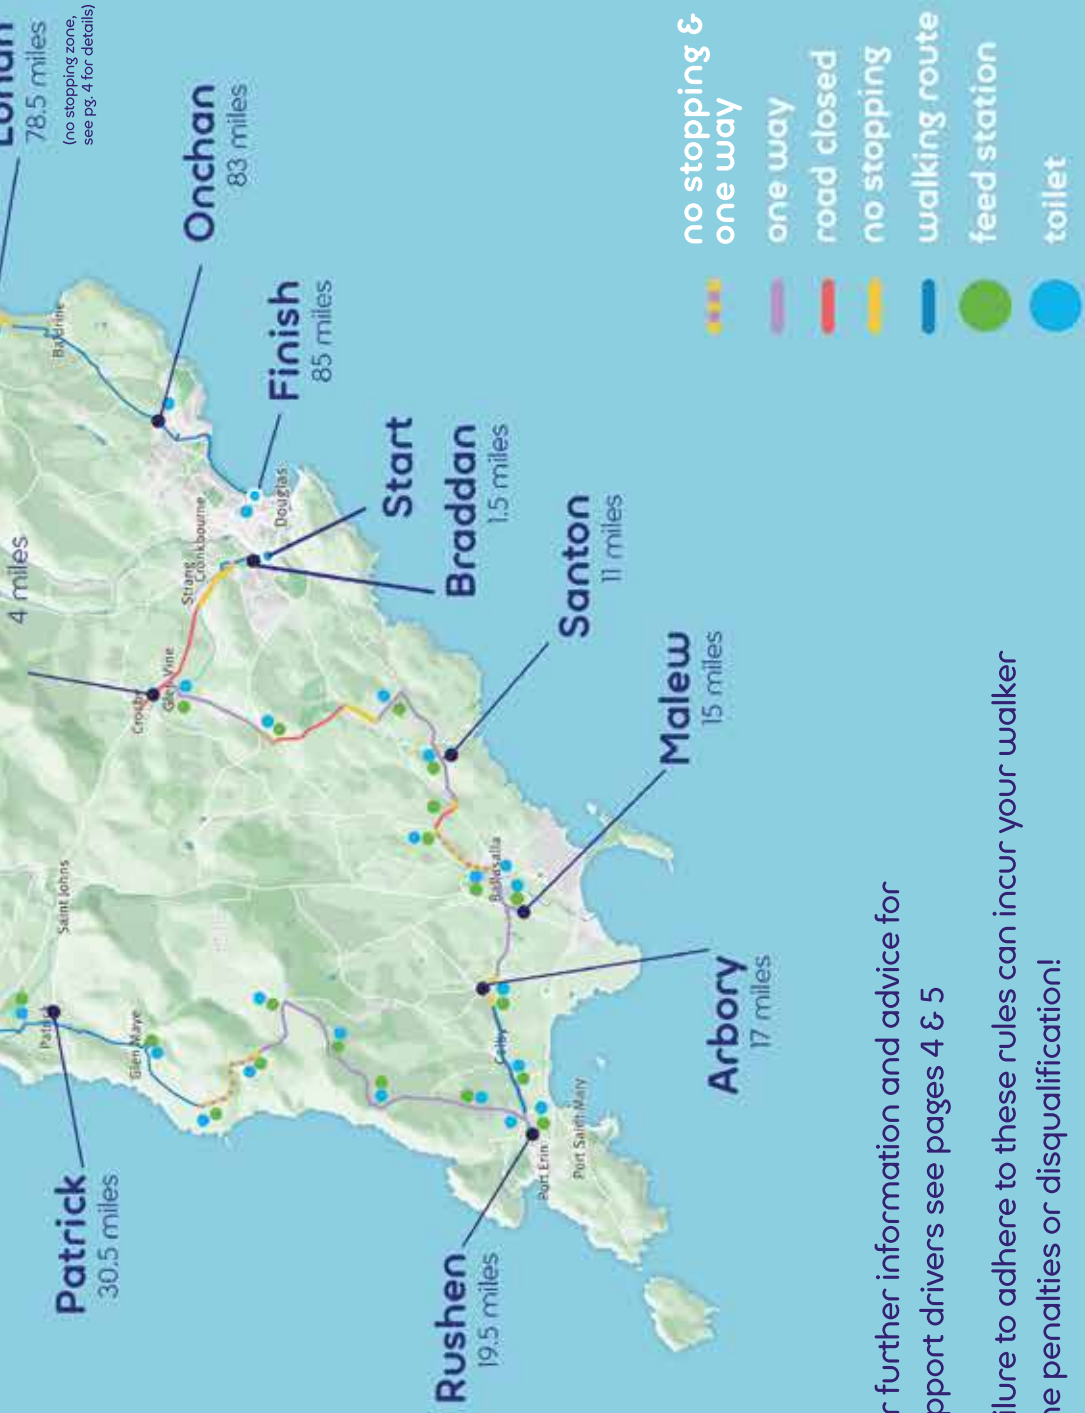 Lonan
78.5 miles
(no stopping zone,
see pg. 4 for details)
4 miles
Patrick
30.5 miles
Patrick
Saint Johns
Baldrine
Glen Maye
Crosby
Glen Vine
Strang
Cronkbourne
Onchan
83 miles
Douglas
Finish
85 miles
Start
Braddan
1.5 miles
Rushen
19.5 miles
Colby
Ballasalla
Port Erin
Port Saint Mary
Santon
11 miles
Malew
15 miles
Arbory
17 miles
no stopping &
one way
one way
road closed
no stopping
walking route
feed station
toilet
r further information and advice for
pport drivers see pages 4 & 5
ilure to adhere to these rules can incur your walker
ne penalties or disqualification!